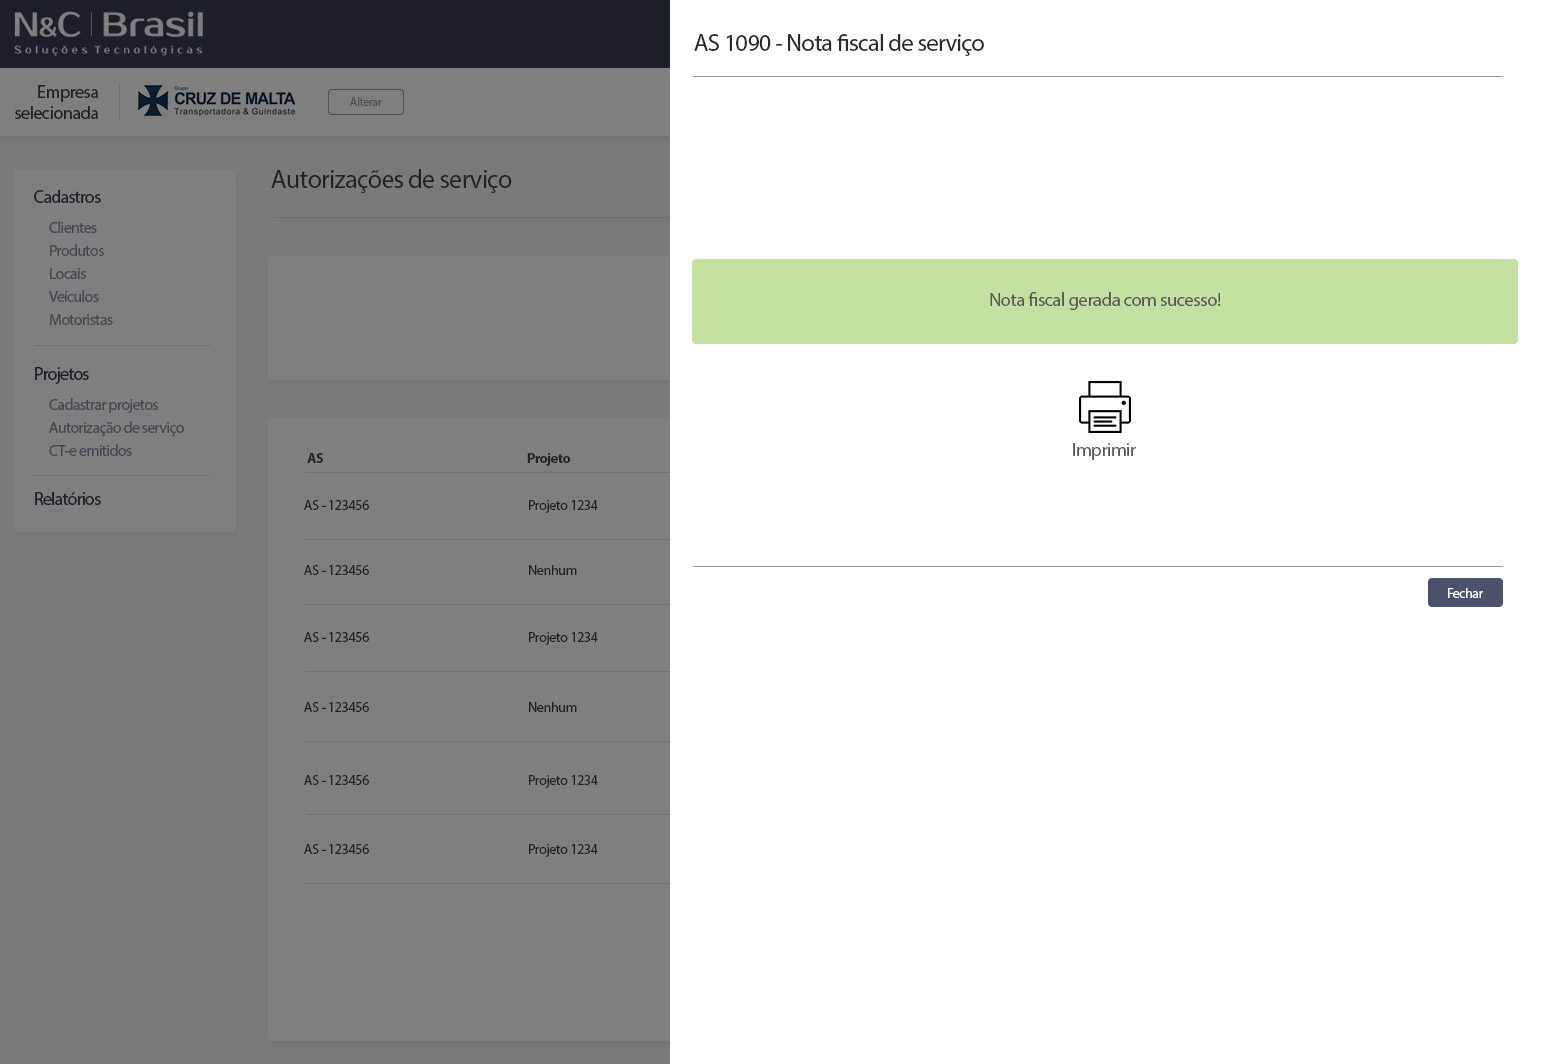 N&C | Brasil
Soluções Tecnológicas
Empresa
selecionada
Grupo
CRUZ DE MALTA
Transportadora & Guindaste
Alterar
Cadastros
Clientes
Produtos
Locais
Veículos
Motoristas
Projetos
Cadastrar projetos
Autorização de serviço
CT-e emitidos
Relatórios
Autorizações de serviço
AS Projeto
AS - 123456 Projeto 1234
AS - 123456 Nenhum
AS - 123456 Projeto 1234
AS - 123456 Nenhum
AS - 123456 Projeto 1234
AS - 123456 Projeto 1234
AS 1090 - Nota fiscal de serviço
Nota fiscal gerada com sucesso!
Imprimir
Fechar